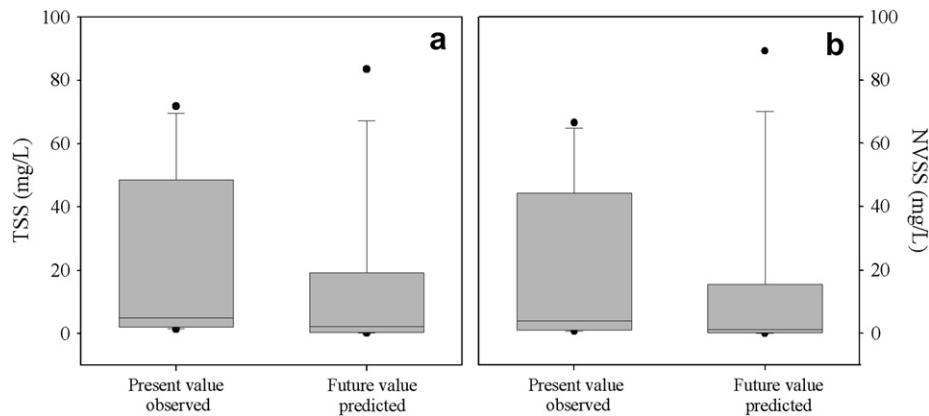 100
80
60
40
20
0
TSS (mg/L)
a
Present value
observed
Future value
predicted
b
Present value
observed
Future value
predicted
100
80
60
40
20
0
NVSS (mg/L)